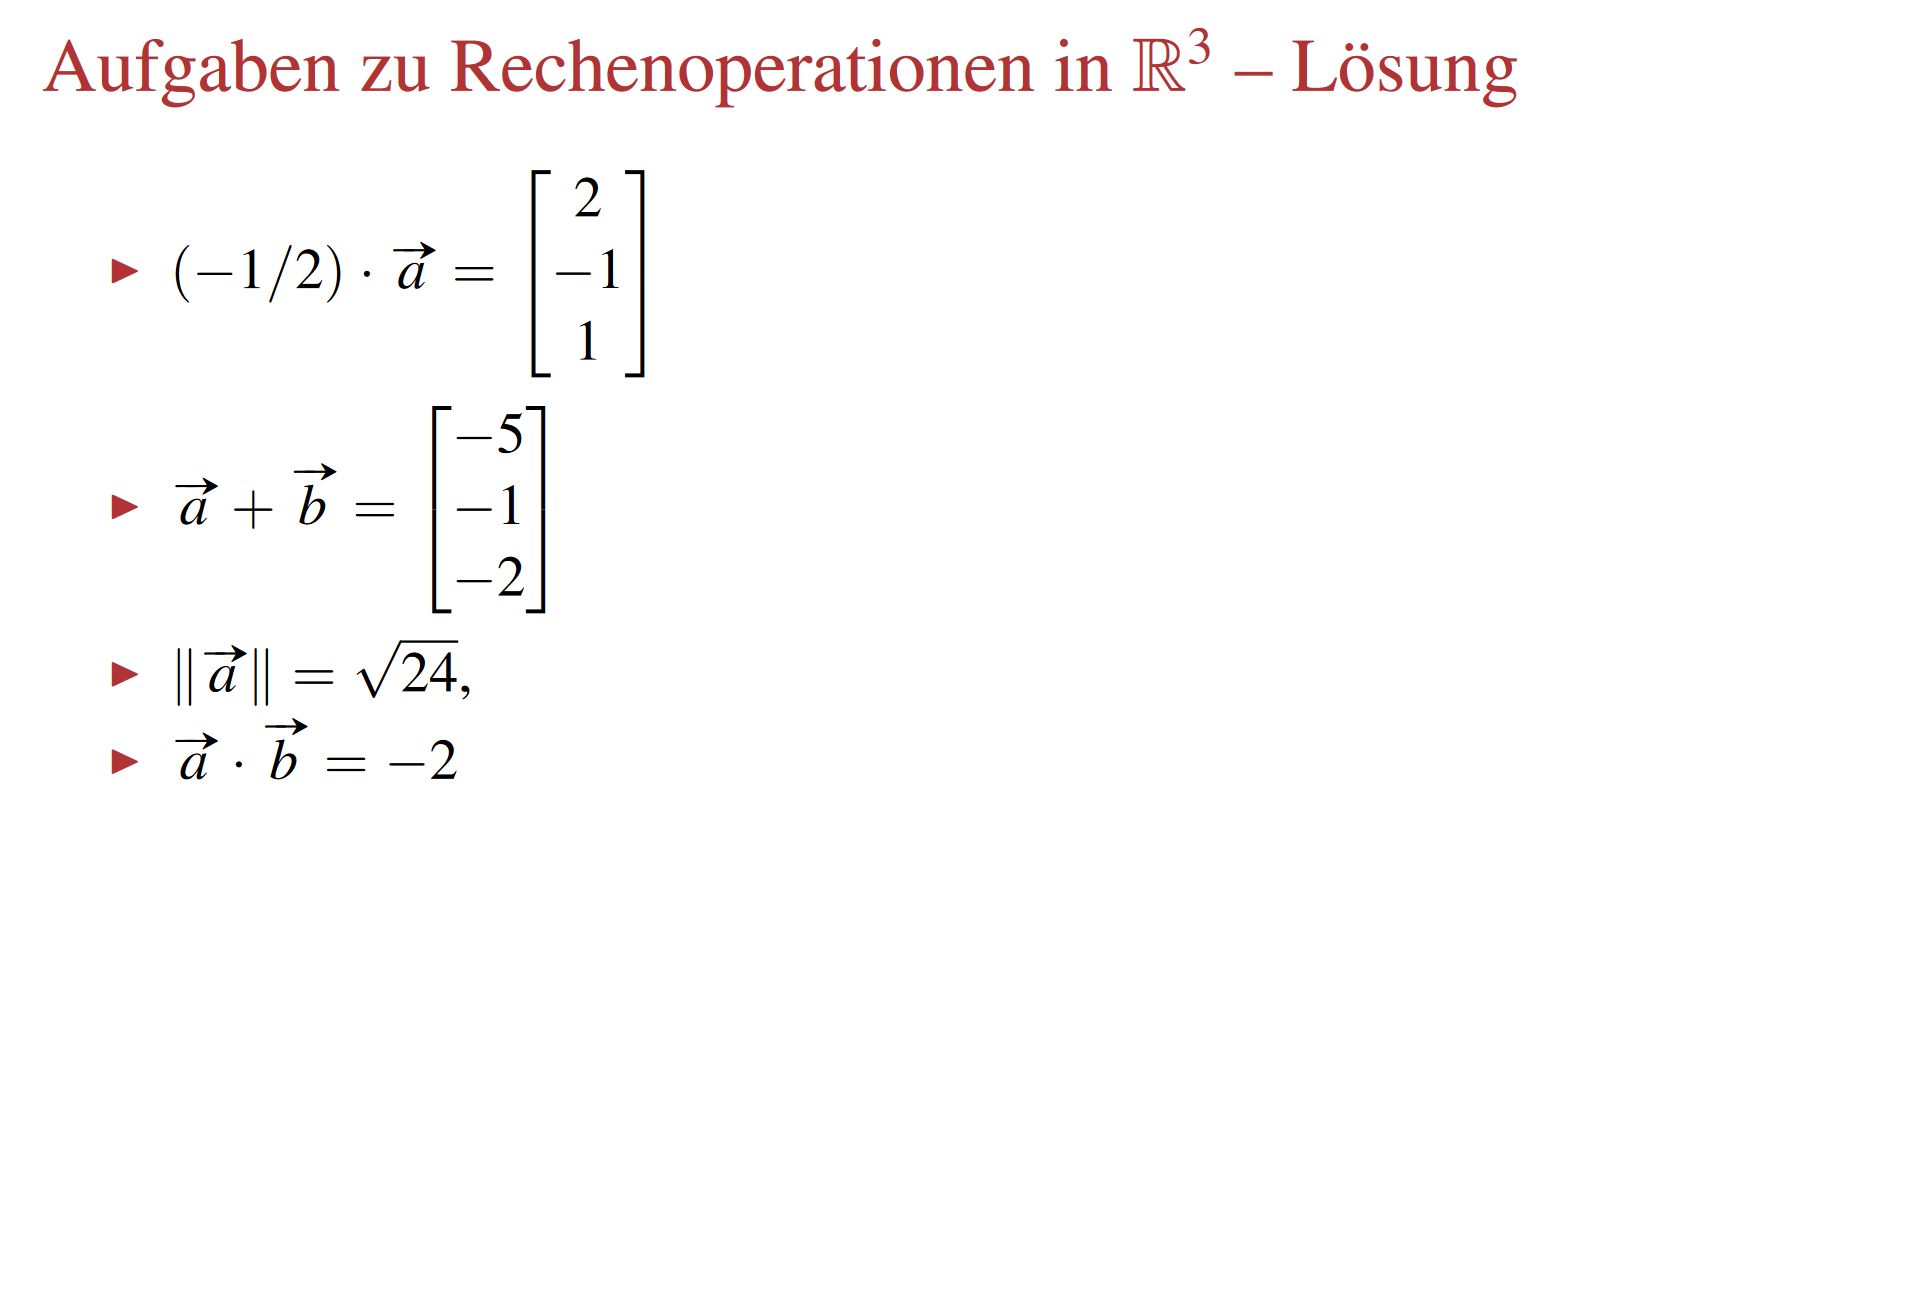 Aufgaben zu Rechenoperationen in ℝ³ – Lösung
▶ (−1/2) · a⃗ = [2 −1 1]
▶ a⃗ + b⃗ = [−5 −1 −2]
▶ ‖a⃗‖ = √24,
▶ a⃗ · b⃗ = −2